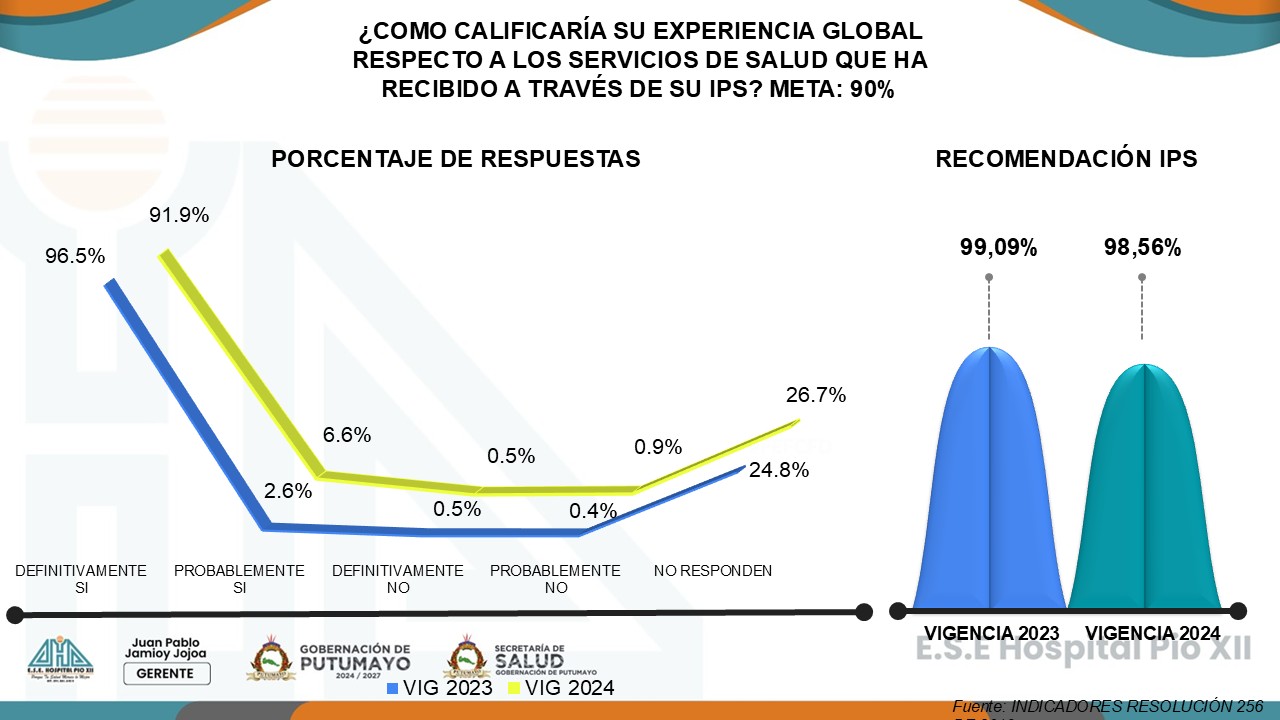 ¿COMO CALIFICARÍA SU EXPERIENCIA GLOBAL
RESPECTO A LOS SERVICIOS DE SALUD QUE HA
RECIBIDO A TRAVÉS DE SU IPS? META: 90%
PORCENTAJE DE RESPUESTAS
RECOMENDACIÓN IPS
91.9%
96.5%
99,09%
98,56%
26.7%
6.6%
0.5%
0.9%
24.8%
2.6%
0.5%
0.4%
DEFINITIVAMENTE
SI
PROBABLEMENTE
SI
DEFINITIVAMENTE
NO
PROBABLEMENTE
NO
NO RESPONDEN
VIGENCIA 2023
VIGENCIA 2024
E.S.E Hospital Pio XII
E.S.E. HOSPITAL PIO XII
Juan Pablo
Jamioy Jojoa
GERENTE
GOBERNACIÓN DE
PUTUMAYO
2024 / 2027
SECRETARÍA DE
SALUD
GOBERNACIÓN DE PUTUMAYO
VIG 2023
VIG 2024
Fuente: INDICADORES RESOLUCIÓN 256